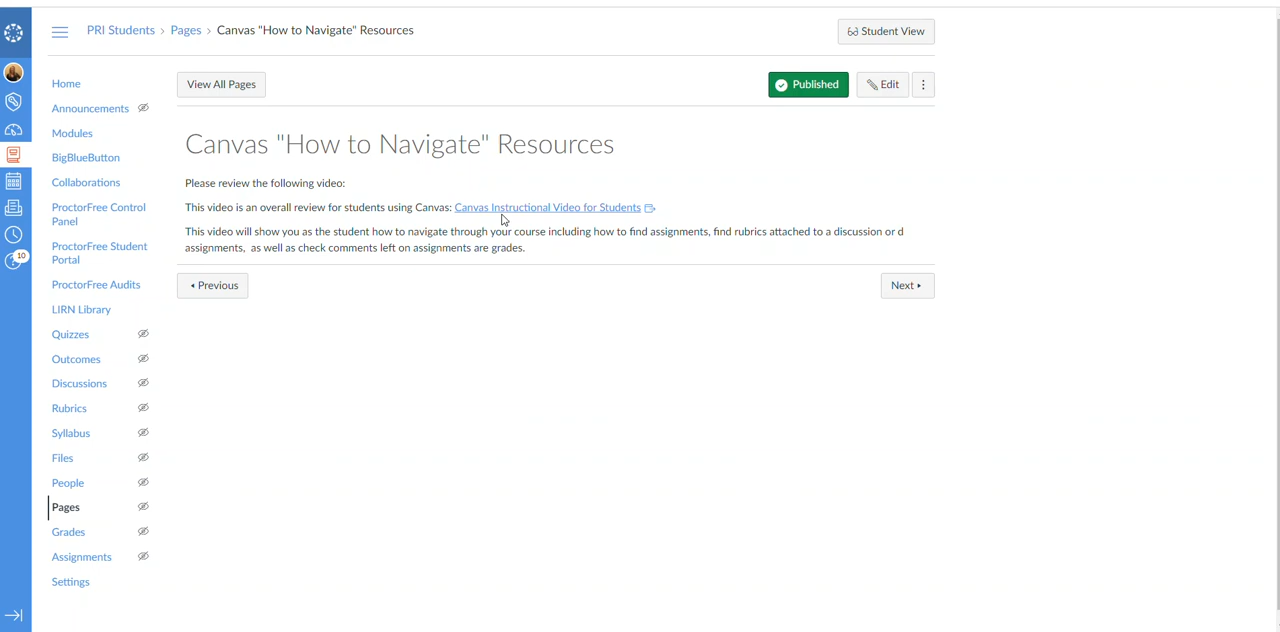 PRI Students › Pages › Canvas "How to Navigate" Resources
Student View
View All Pages
Published
Edit
Home
Announcements
Modules
BigBlueButton
Collaborations
ProctorFree Control
Panel
ProctorFree Student
Portal
ProctorFree Audits
LIRN Library
Quizzes
Outcomes
Discussions
Rubrics
Syllabus
Files
People
Pages
Grades
Assignments
Settings
10
Canvas "How to Navigate" Resources
Please review the following video:
This video is an overall review for students using Canvas: Canvas Instructional Video for Students
This video will show you as the student how to navigate through your course including how to find assignments, find rubrics attached to a discussion or d
assignments, as well as check comments left on assignments are grades.
Previous
Next